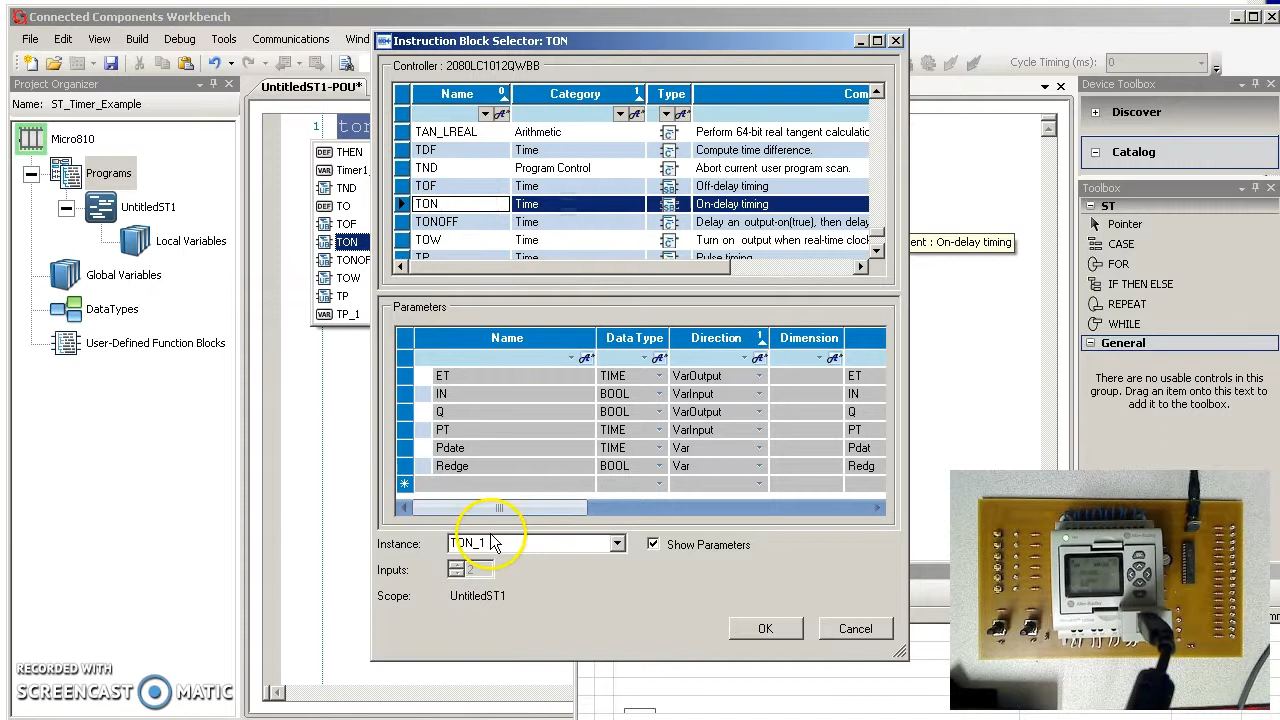 Connected Components Workbench
File Edit View Build Debug Tools Communications Wind
Cycle Timing (ms): 0
Project Organizer
Name: ST_Timer_Example
Micro810
Programs
UntitledST1
Local Variables
Global Variables
DataTypes
User-Defined Function Blocks
UntitledST1-POU*
1 ton
THEN
Timer1_
TND
TO
TOF
TON
TONOF
TOW
TP
TP_1
Instruction Block Selector: TON
Name Category Type Com
TAN_LREAL Arithmetic Perform 64 bit real tangent calculatio
TDF Time Compute time difference.
TND Program Control Abort current user program scan.
TOF Time Off-delay timing
TON Time On-delay timing
TONOFF Time Delay an output-on(true), then delay
TOW Time Turn on output when real-time clock
TP Time Pulse timing
ent : On-delay timing
Parameters
Name Data Type Direction Dimension
ET TIME VarOutput ET
IN BOOL VarInput IN
Q BOOL VarOutput Q
PT TIME VarInput PT
Pdate TIME Var Pdat
Redge BOOL Var Redg
Instance: TON_1
Show Parameters
Inputs: 2
Scope: UntitledST1
OK Cancel
Device Toolbox
Discover
Catalog
Toolbox
ST
Pointer
CASE
FOR
IF THEN ELSE
REPEAT
WHILE
General
There are no usable controls in this
group. Drag an item onto this text to
add it to the toolbox.
RECORDED WITH
SCREENCAST MATIC